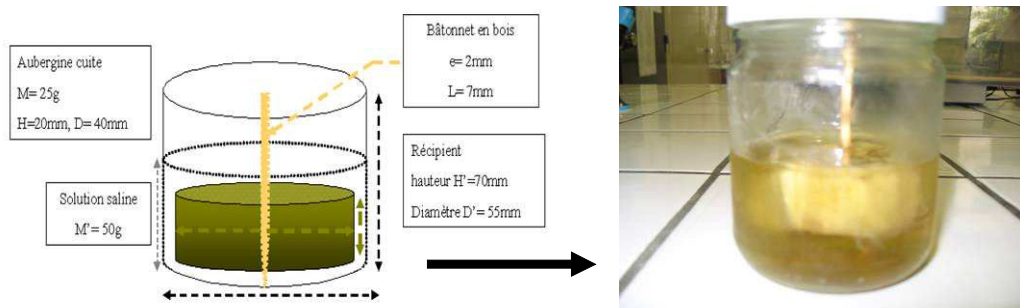 Aubergine cuite
M= 25g
H=20mm, D= 40mm
Bâtonnet en bois
e= 2mm
L= 7mm
Solution saline
M'= 50g
Récipient
hauteur H'=70mm
Diamètre D'= 55mm